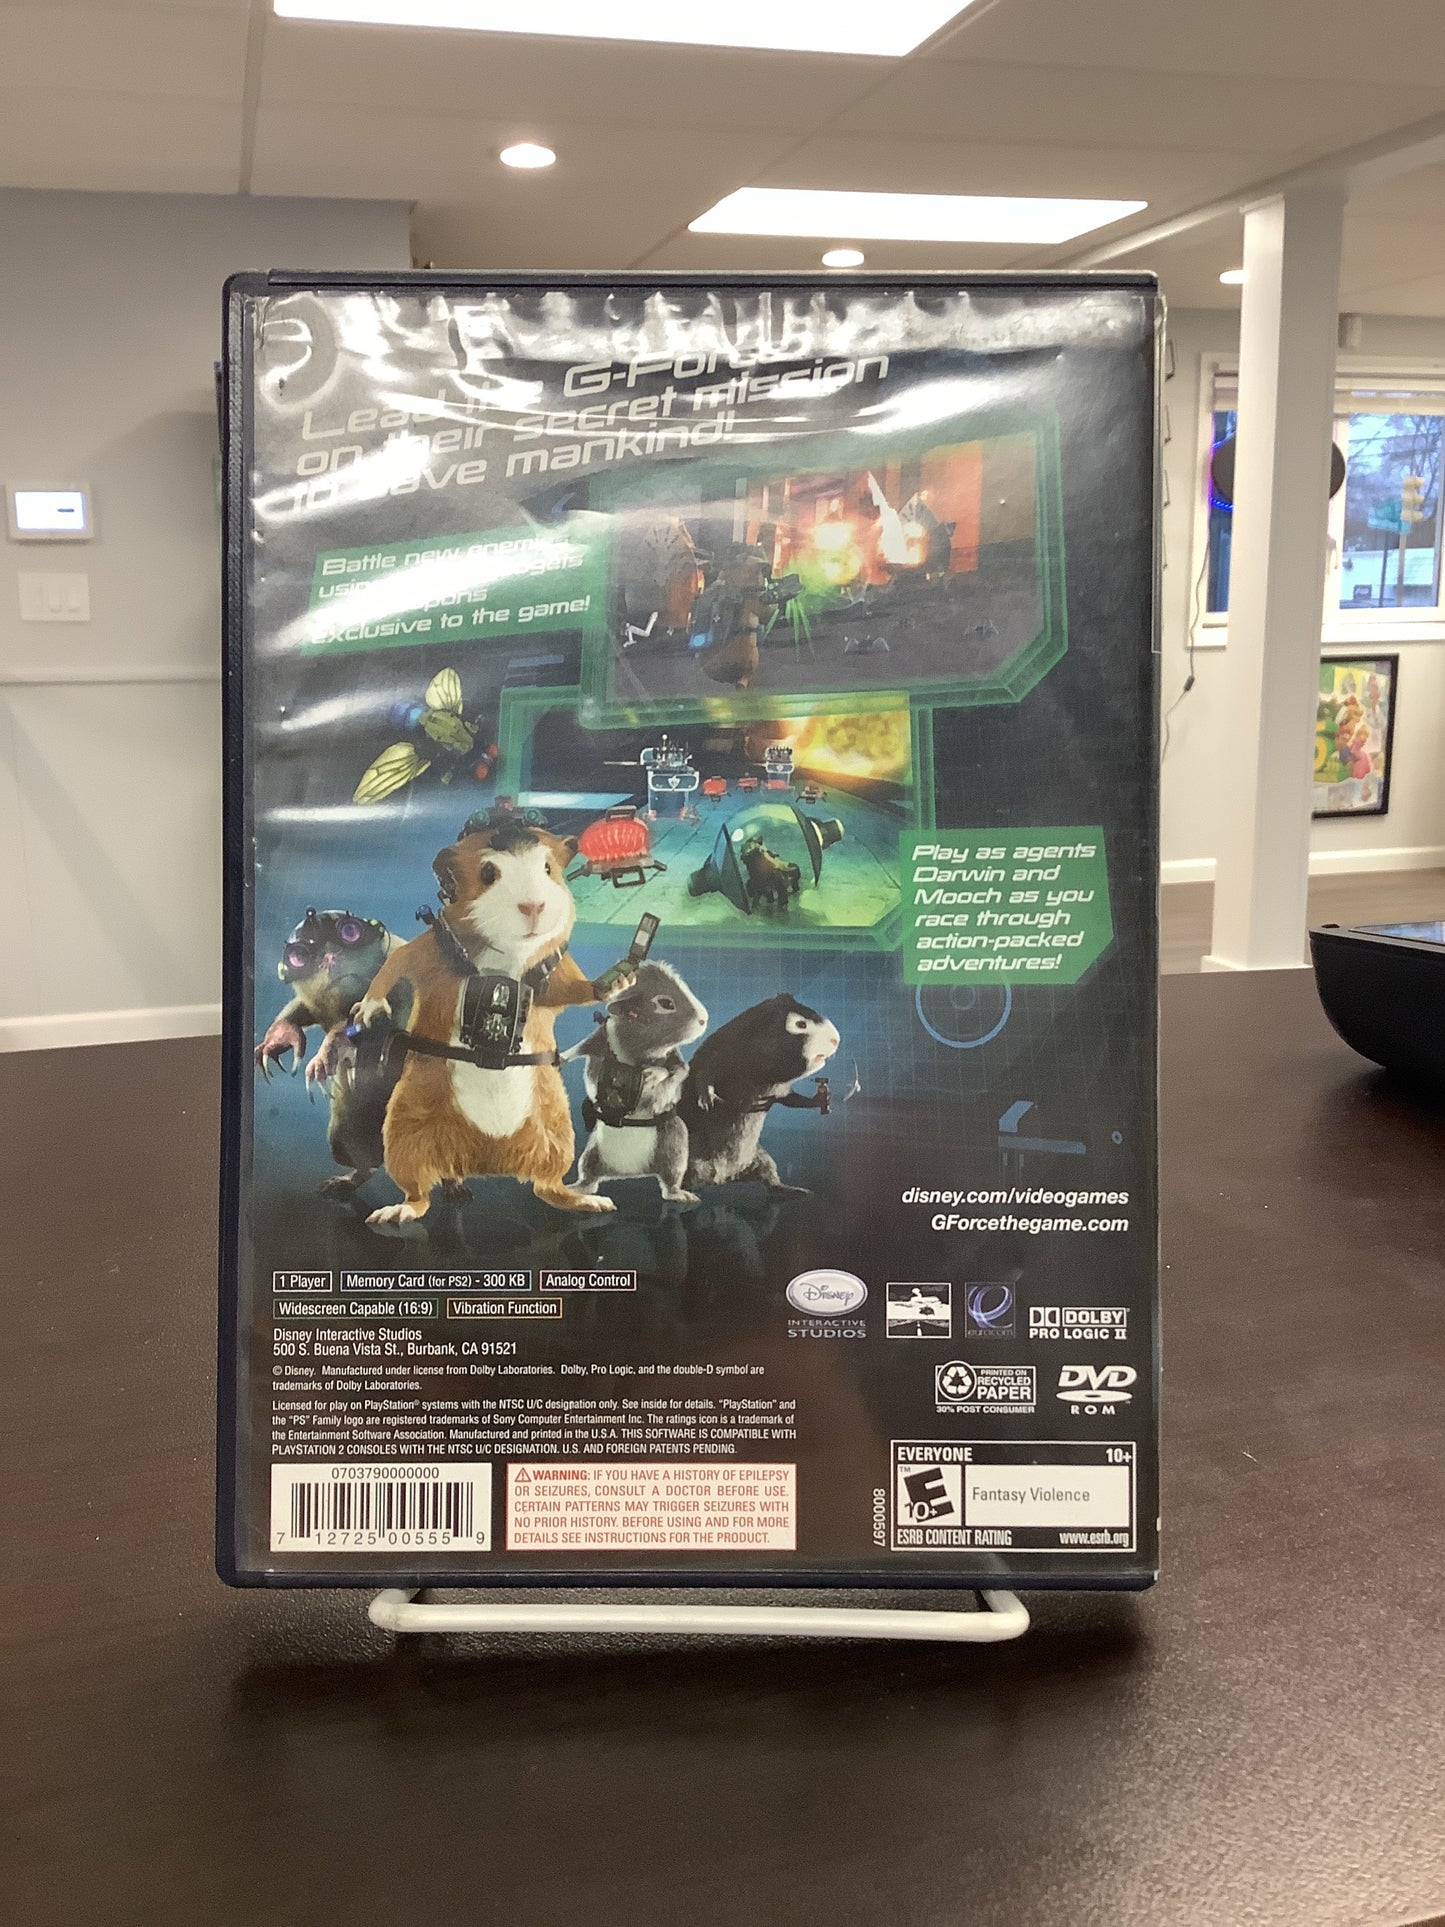 G-Force
on their secret mission
to save mankind!
Battle new enemies
exclusive to the game!
Play as agents
Darwin and
Mooch as you
race through
action-packed
adventures!
disney.com/videogames
GForcethegame.com
1 Player Memory Card (for PS2) - 300 KB Analog Control
Widescreen Capable (16:9) Vibration Function
Disney Interactive Studios
500 S. Buena Vista St., Burbank, CA 91521
© Disney. Manufactured under license from Dolby Laboratories. Dolby, Pro Logic, and the double-D symbol are
trademarks of Dolby Laboratories.
Licensed for play on PlayStation® systems with the NTSC U/C designation only. See inside for details. "PlayStation" and
the "PS" Family logo are registered trademarks of Sony Computer Entertainment Inc. The ratings icon is a trademark of
the Entertainment Software Association. Manufactured and printed in the U.S.A. THIS SOFTWARE IS COMPATIBLE WITH
PLAYSTATION 2 CONSOLES WITH THE NTSC U/C DESIGNATION. U.S. AND FOREIGN PATENTS PENDING.
Disney
INTERACTIVE
STUDIOS
eurocom
DOLBY
PRO LOGIC II
PRINTED ON
RECYCLED
PAPER
30% POST CONSUMER
DVD
ROM
0703790000000
7 12725 00555 9
WARNING: IF YOU HAVE A HISTORY OF EPILEPSY
OR SEIZURES, CONSULT A DOCTOR BEFORE USE.
CERTAIN PATTERNS MAY TRIGGER SEIZURES WITH
NO PRIOR HISTORY. BEFORE USING AND FOR MORE
DETAILS SEE INSTRUCTIONS FOR THE PRODUCT.
8000597
EVERYONE 10+
TM
E
10+
Fantasy Violence
ESRB CONTENT RATING www.esrb.org